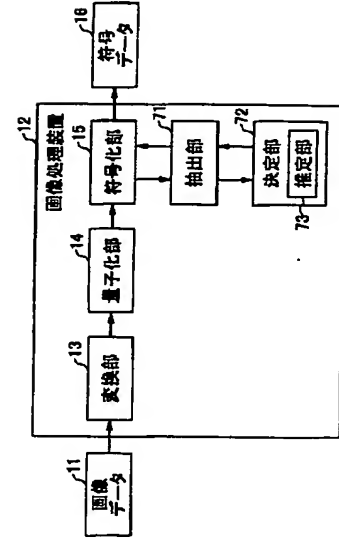 12
画像処理装置
11
画像
データ
13
変換部
14
量子化部
15
符号化部
16
符号
データ
71
抽出部
72
決定部
推定部
73